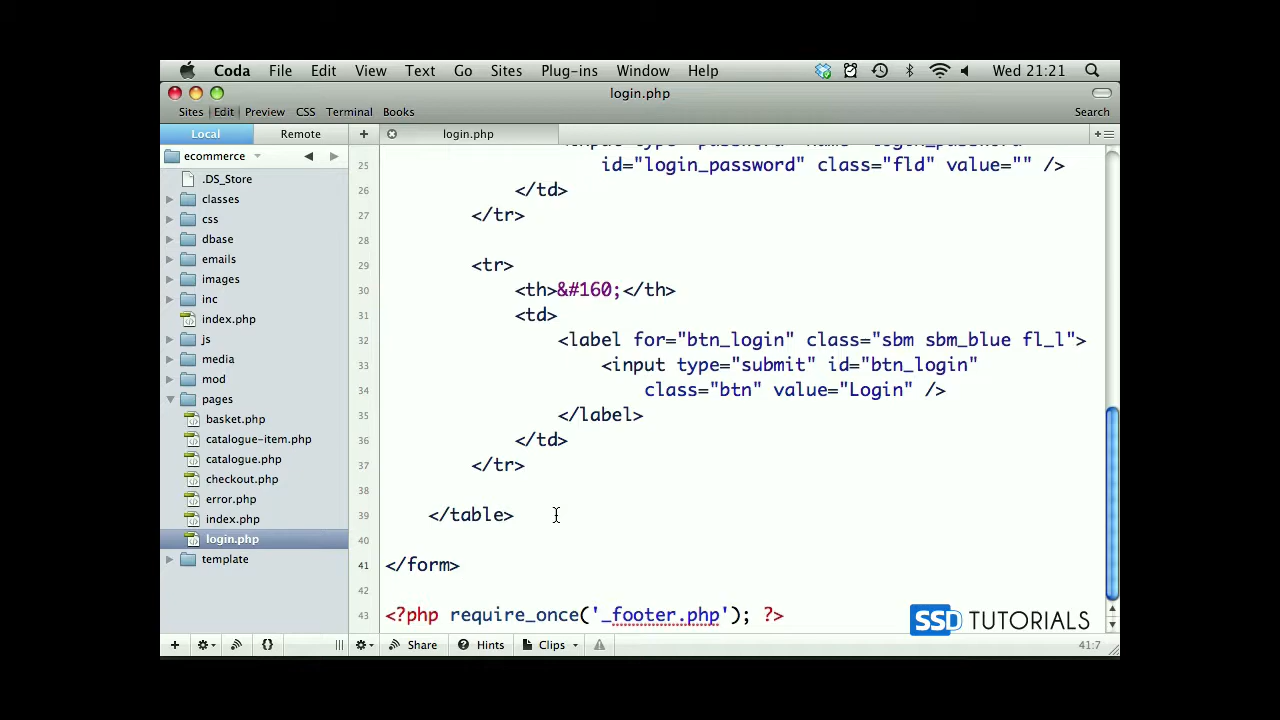 Coda File Edit View Text Go Sites Plug-ins Window Help Wed 21:21
login.php
Sites Edit Preview CSS Terminal Books Search
Local Remote + login.php
ecommerce
.DS_Store
classes
css
dbase
emails
images
inc
index.php
js
media
mod
pages
basket.php
catalogue-item.php
catalogue.php
checkout.php
error.php
index.php
login.php
template
25 id="login_password" class="fld" value="" />
26 </td>
27 </tr>
28
29 <tr>
30 <th>&#160;</th>
31 <td>
32 <label for="btn_login" class="sbm sbm_blue fl_l">
33 <input type="submit" id="btn_login"
34 class="btn" value="Login" />
35 </label>
36 </td>
37 </tr>
38
39 </table>
40
41 </form>
42
43 <?php require_once('_footer.php'); ?>
SSD TUTORIALS
Share Hints Clips 41:7